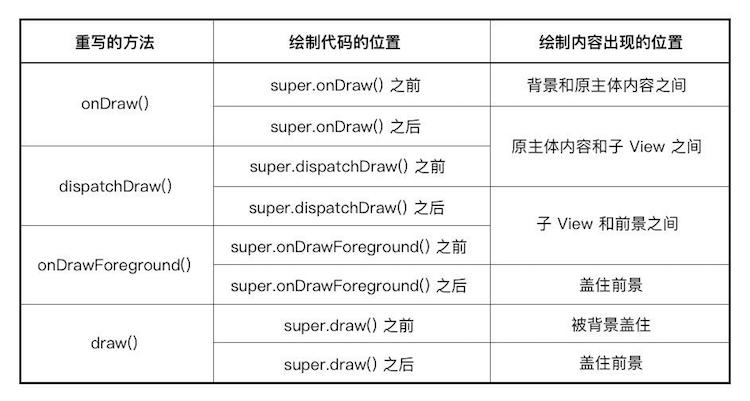 重写的方法 绘制代码的位置 绘制内容出现的位置
onDraw() super.onDraw() 之前 背景和原主体内容之间
super.onDraw() 之后 原主体内容和子 View 之间
dispatchDraw() super.dispatchDraw() 之前
super.dispatchDraw() 之后 子 View 和前景之间
onDrawForeground() super.onDrawForeground() 之前
super.onDrawForeground() 之后 盖住前景
draw() super.draw() 之前 被背景盖住
super.draw() 之后 盖住前景